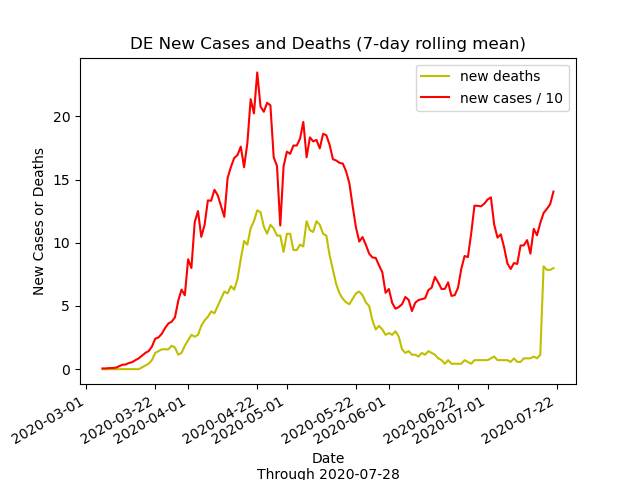 DE New Cases and Deaths (7-day rolling mean)
new deaths
new cases / 10
New Cases or Deaths
20
15
10
5
0
2020-03-01
2020-03-22
2020-04-01
2020-04-22
2020-05-01
2020-05-22
2020-06-01
2020-06-22
2020-07-01
2020-07-22
Date
Through 2020-07-28